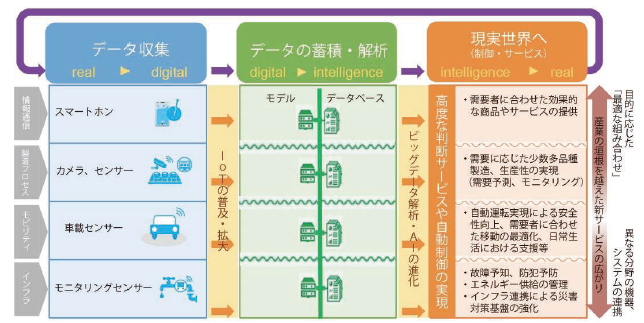 データ収集
real ▶ digital
データの蓄積・解析
digital ▶ intelligence
現実世界へ
(制御・サービス)
intelligence ▶ real
情報通信
スマートホン
製造プロセス
カメラ、センサー
モビリティ
車載センサー
インフラ
モニタリングセンサー
IoTの普及・拡大
モデル
データベース
ビッグデータ解析・AIの進化
高度な判断サービスや自動制御の実現
・需要者に合わせた効果的
な商品やサービスの提供
・需要に応じた少数多品種
製造、生産性の実現
(需要予測、モニタリング)
・自動運転実現による安全
性向上、需要者に合わせ
た移動の最適化、日常生
活における支援等
・故障予知、防犯予防
・エネルギー供給の管理
・インフラ連携による災害
対策基盤の強化
産業の垣根を越えた新サービスの広がり
目的に応じた
「最適な組み合わせ」
異なる分野の機器、
システムの連携